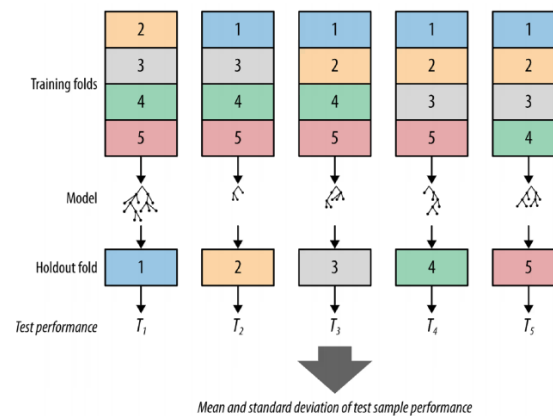 2 1 1 1 1
3 3 2 2 2
Training folds
4 4 4 3 3
5 5 5 5 4
Model
Holdout fold 1 2 3 4 5
Test performance T1 T2 T3 T4 T5
Mean and standard deviation of test sample performance